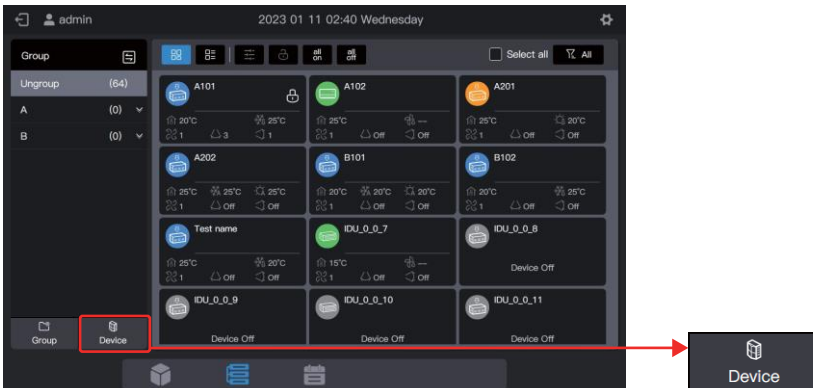 admin
2023 01 11 02:40 Wednesday
Group
all on
all off
Select all
All
Ungroup (64)
A (0)
B (0)
A101
20°C 25°C
1 3 1
A102
25°C --
1 Off Off
A201
25°C 20°C
1 Off Off
A202
25°C 25°C 25°C
1 Off Off
B101
20°C 20°C 20°C
1 Off Off
B102
20°C 25°C
1 Off Off
Test name
25°C 20°C
1 Off Off
IDU_0_0_7
15°C --
1 Off Off
IDU_0_0_8
Device Off
IDU_0_0_9
Device Off
IDU_0_0_10
Device Off
IDU_0_0_11
Device Off
Group
Device
Device